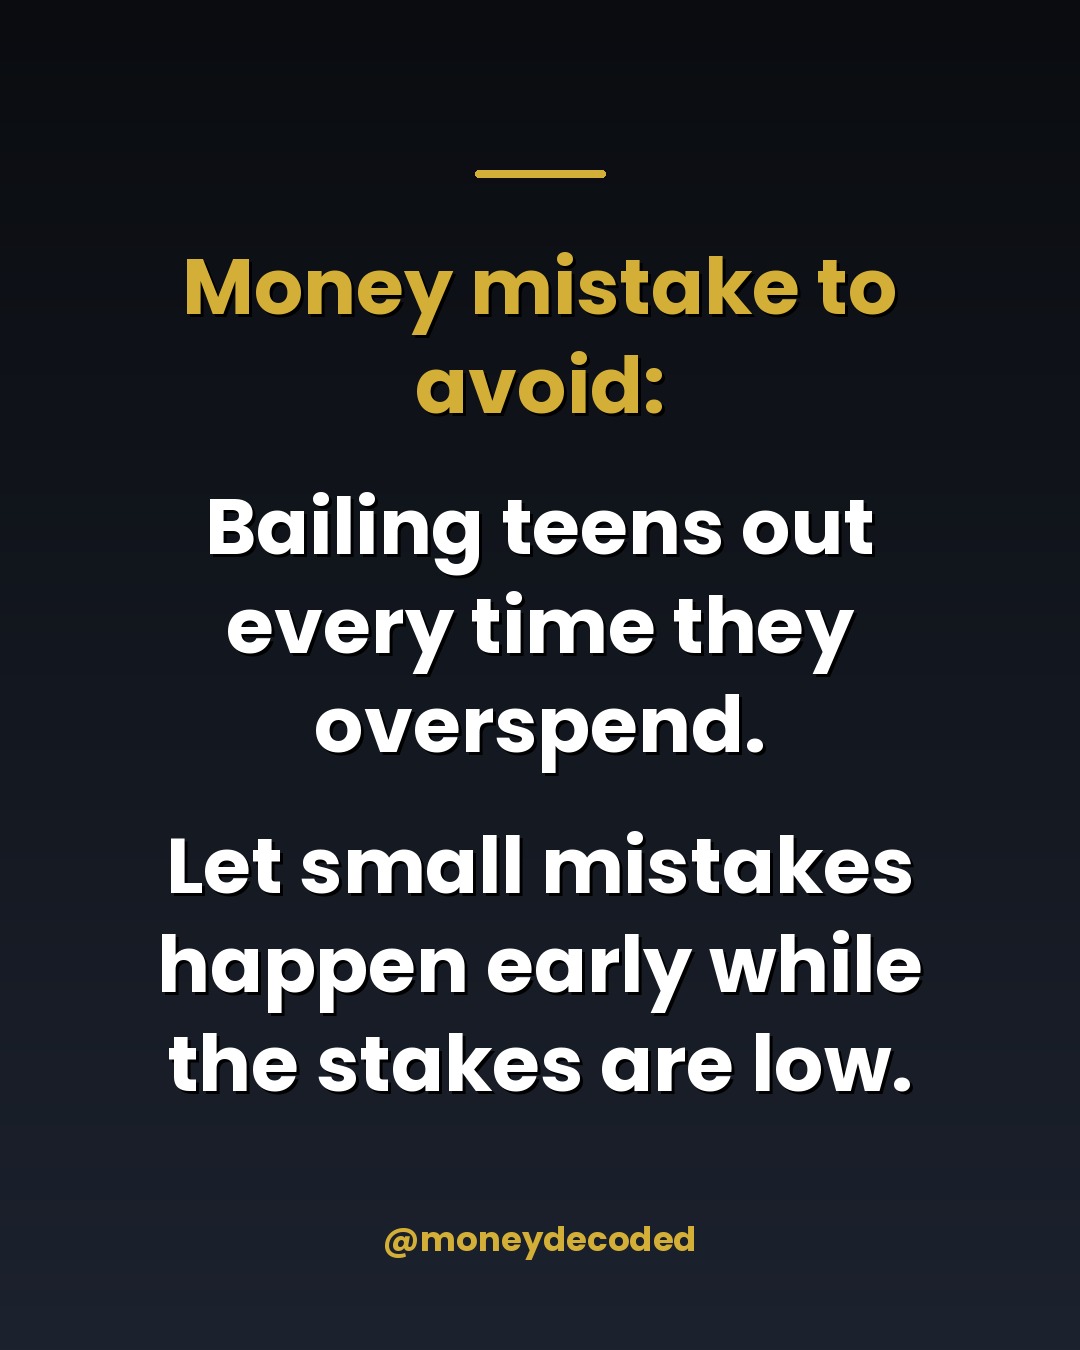 Money mistake to
avoid:
Bailing teens out
every time they
overspend.
Let small mistakes
happen early while
the stakes are low.
@moneydecoded